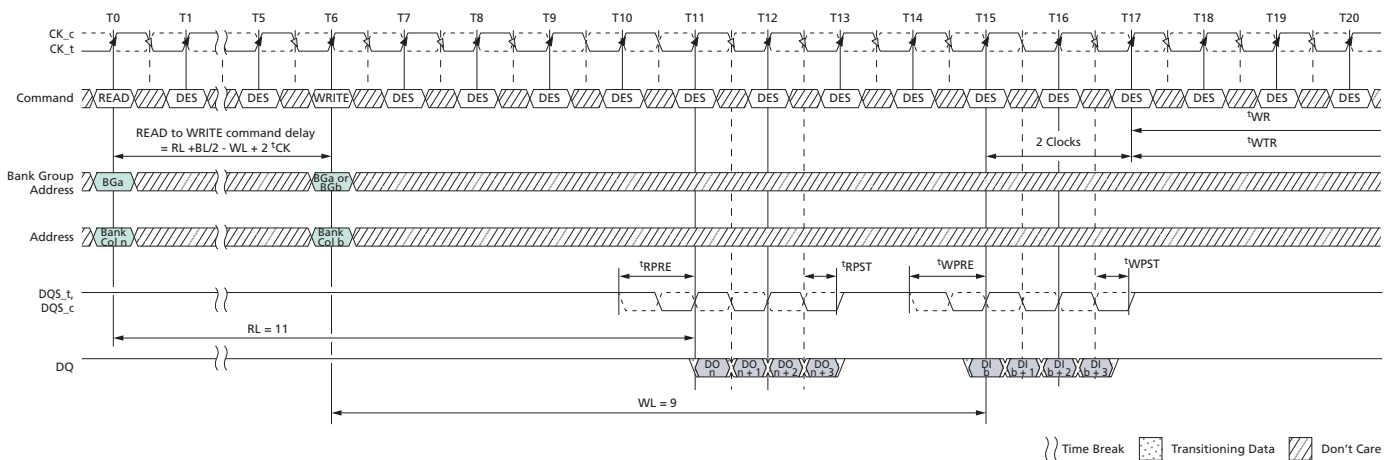 T0 T1 T5 T6 T7 T8 T9 T10 T11 T12 T13 T14 T15 T16 T17 T18 T19 T20
CK_c
CK_t
Command READ DES DES WRITE DES DES DES DES DES DES DES DES DES DES DES DES DES DES
READ to WRITE command delay
= RL +BL/2 - WL + 2 tCK
2 Clocks
tWR
tWTR
Bank Group
Address
BGa
BGa or
BGb
Address
Bank
Col n
Bank
Col b
tRPRE tRPST tWPRE tWPST
DQS_t,
DQS_c
RL = 11
DQ
DO
n
DO
n + 1
DO
n + 2
DO
n + 3
DI
b
DI
b + 1
DI
b + 2
DI
b + 3
WL = 9
Time Break Transitioning Data Don't Care